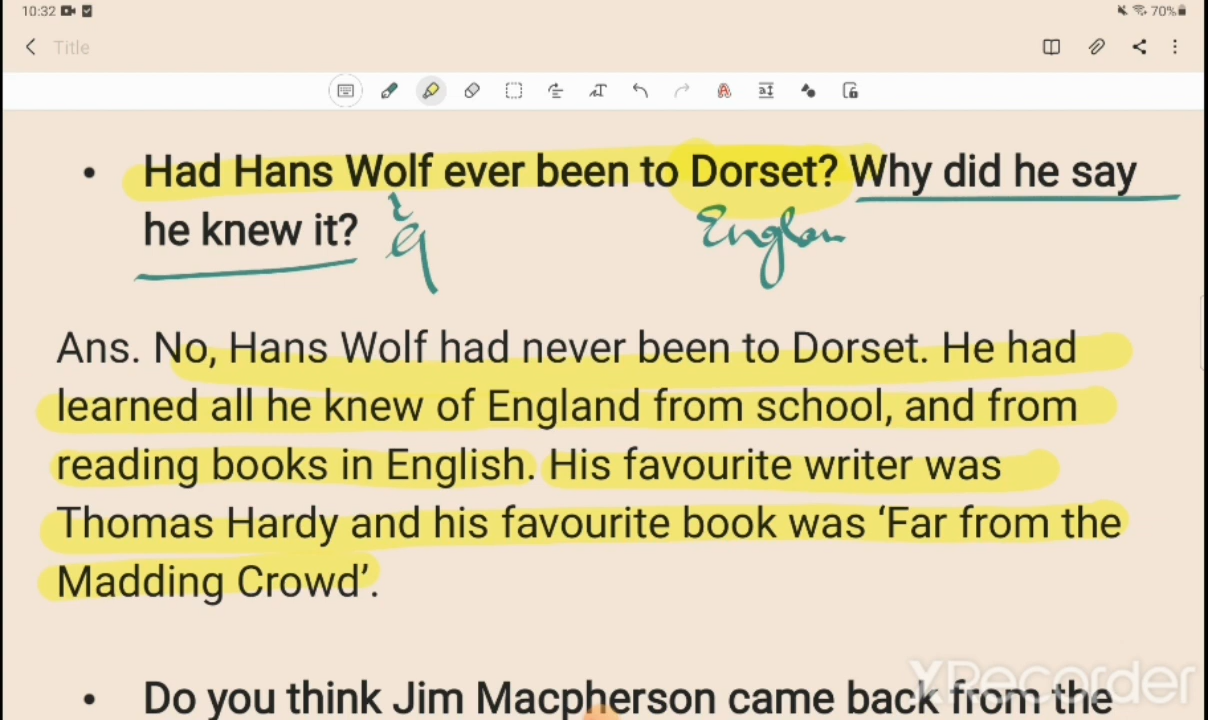 10:32
70%
Title
• Had Hans Wolf ever been to Dorset? Why did he say
he knew it?
Englan
Ans. No, Hans Wolf had never been to Dorset. He had
learned all he knew of England from school, and from
reading books in English. His favourite writer was
Thomas Hardy and his favourite book was ‘Far from the
Madding Crowd’.
• Do you think Jim Macpherson came back from the
XRecorder